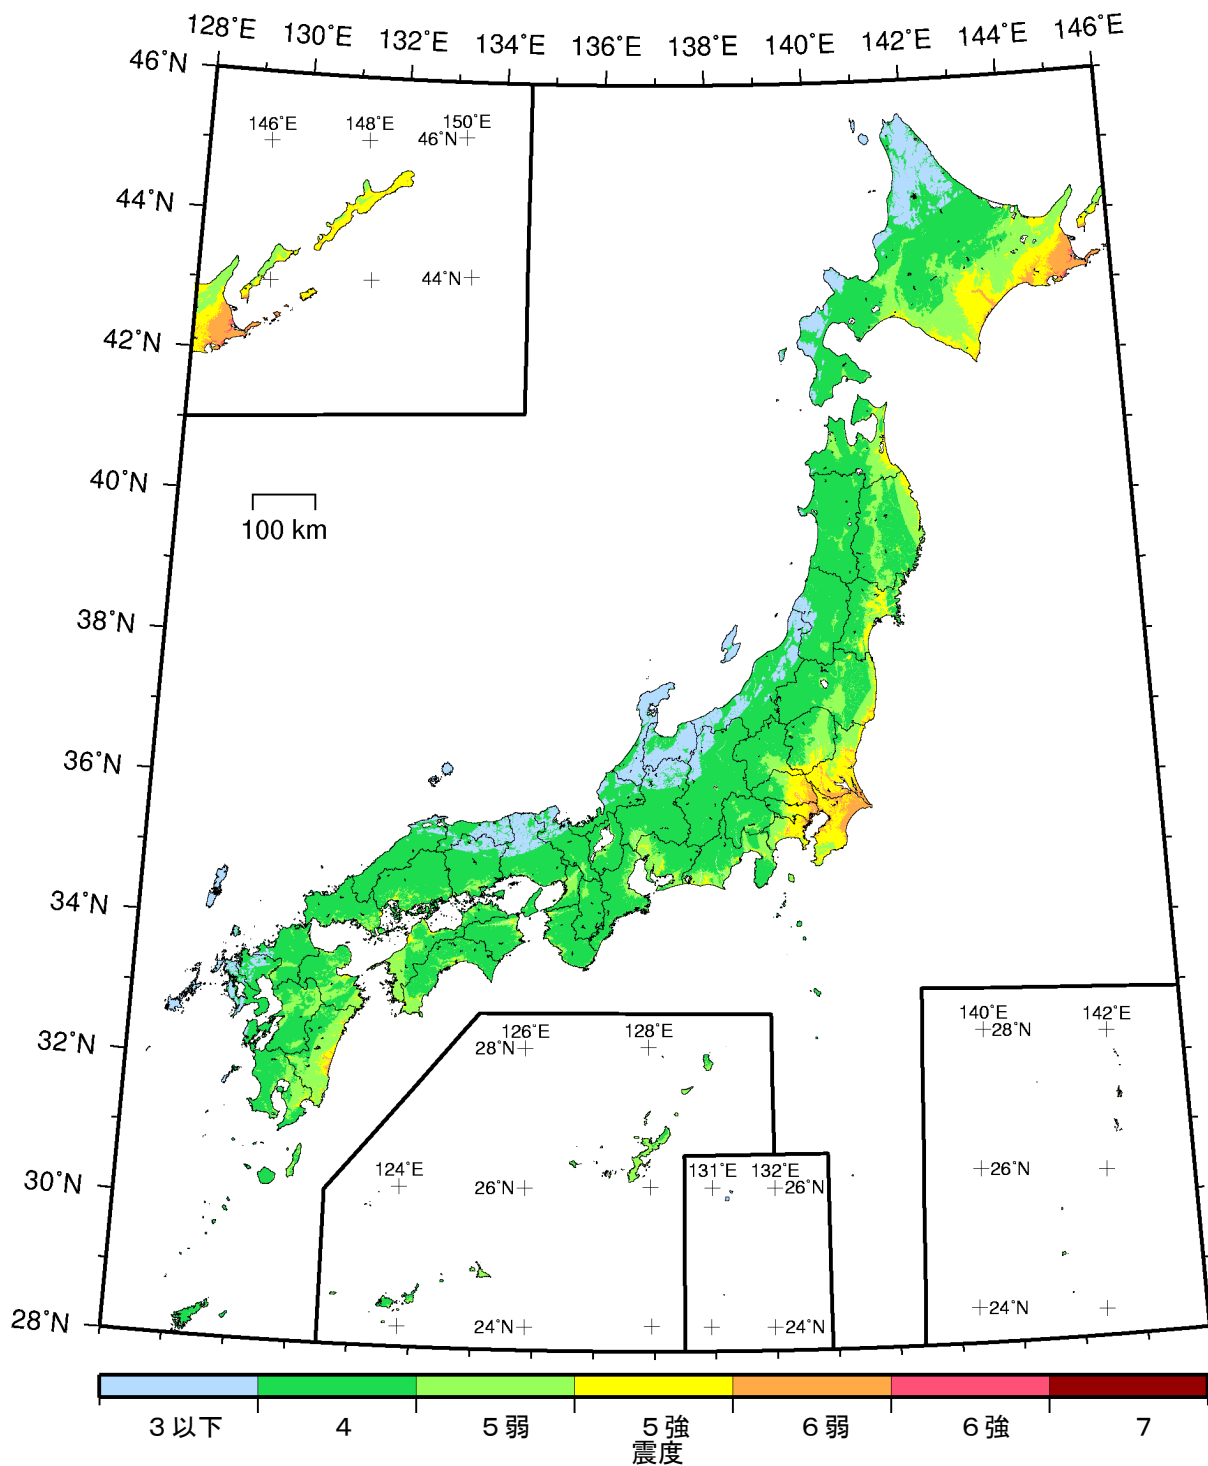 128°E 130°E 132°E 134°E 136°E 138°E 140°E 142°E 144°E 146°E
46°N
146°E 148°E 150°E
46°N
44°N
44°N
42°N
40°N
100 km
38°N
36°N
34°N
32°N
30°N
28°N
126°E 128°E
28°N
124°E
26°N
24°N
131°E 132°E
26°N
24°N
140°E 142°E
28°N
26°N
24°N
3以下 4 5弱 5強 6弱 6強 7
震度